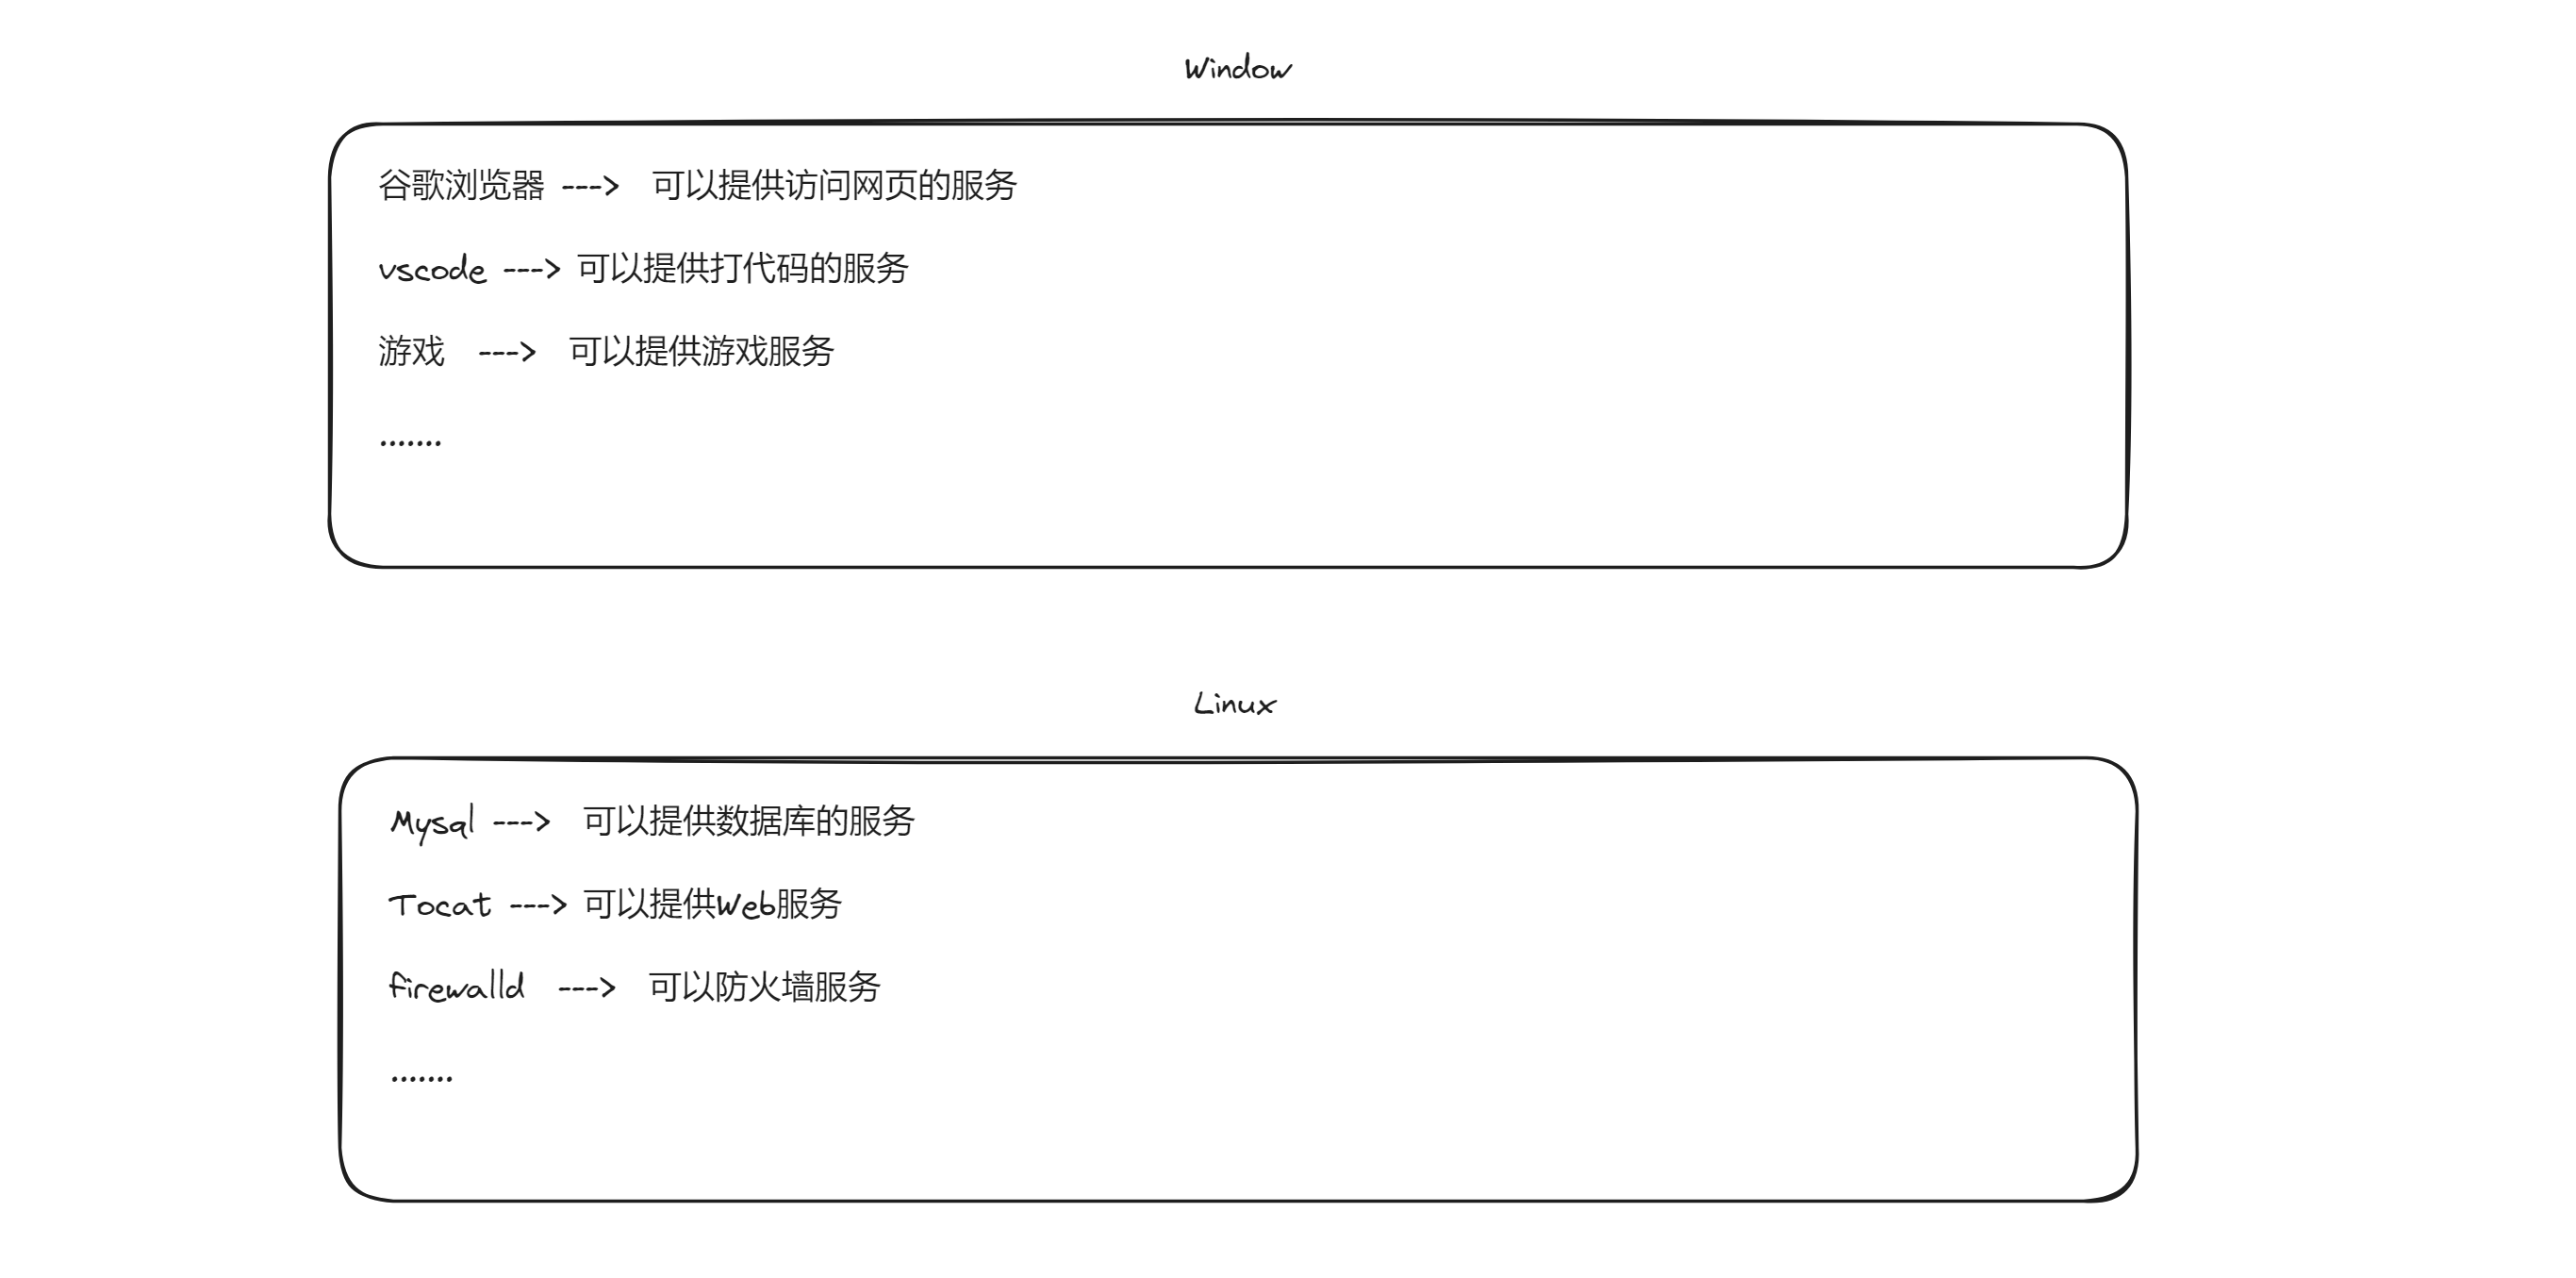 Window
谷歌浏览器 ---> 可以提供访问网页的服务
vscode ---> 可以提供打代码的服务
游戏 ---> 可以提供游戏服务
.......
Linux
Mysql ---> 可以提供数据库的服务
Tocat ---> 可以提供Web服务
firewalld ---> 可以防火墙服务
.......